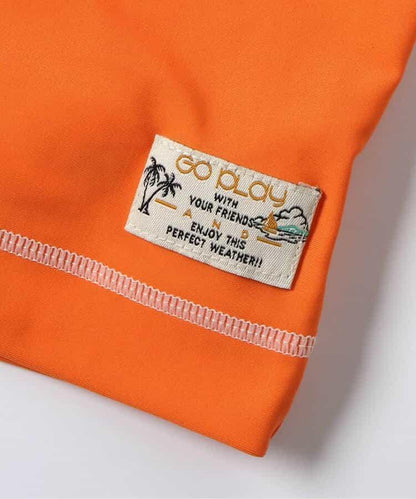 GO PLAY
WITH
YOUR FRIENDS
AND
ENJOY THIS
PERFECT WEATHER!!